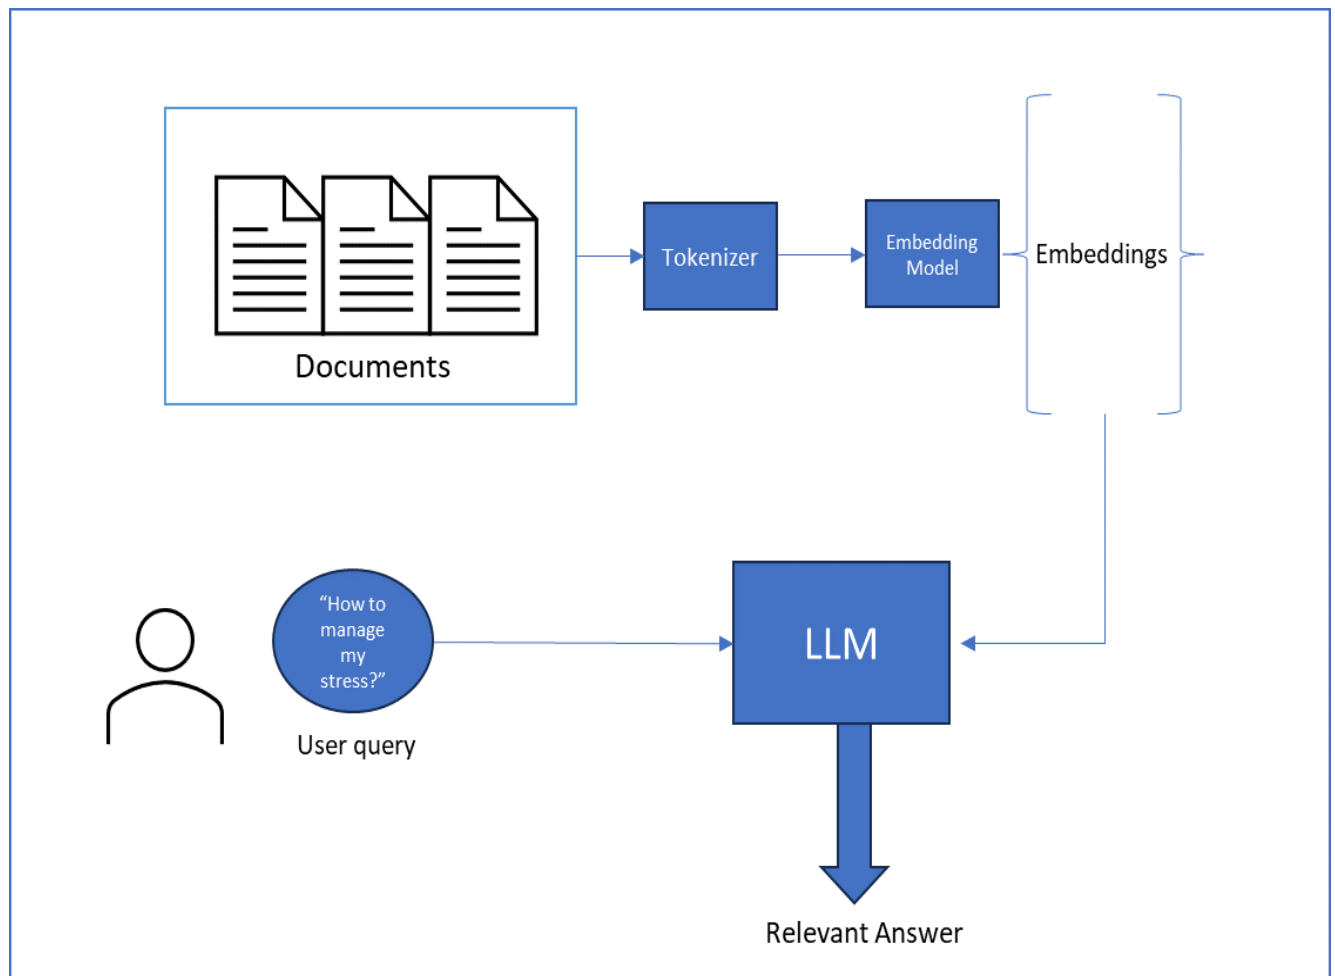 Documents
Tokenizer
Embedding
Model
Embeddings
“How to
manage
my
stress?”
User query
LLM
Relevant Answer